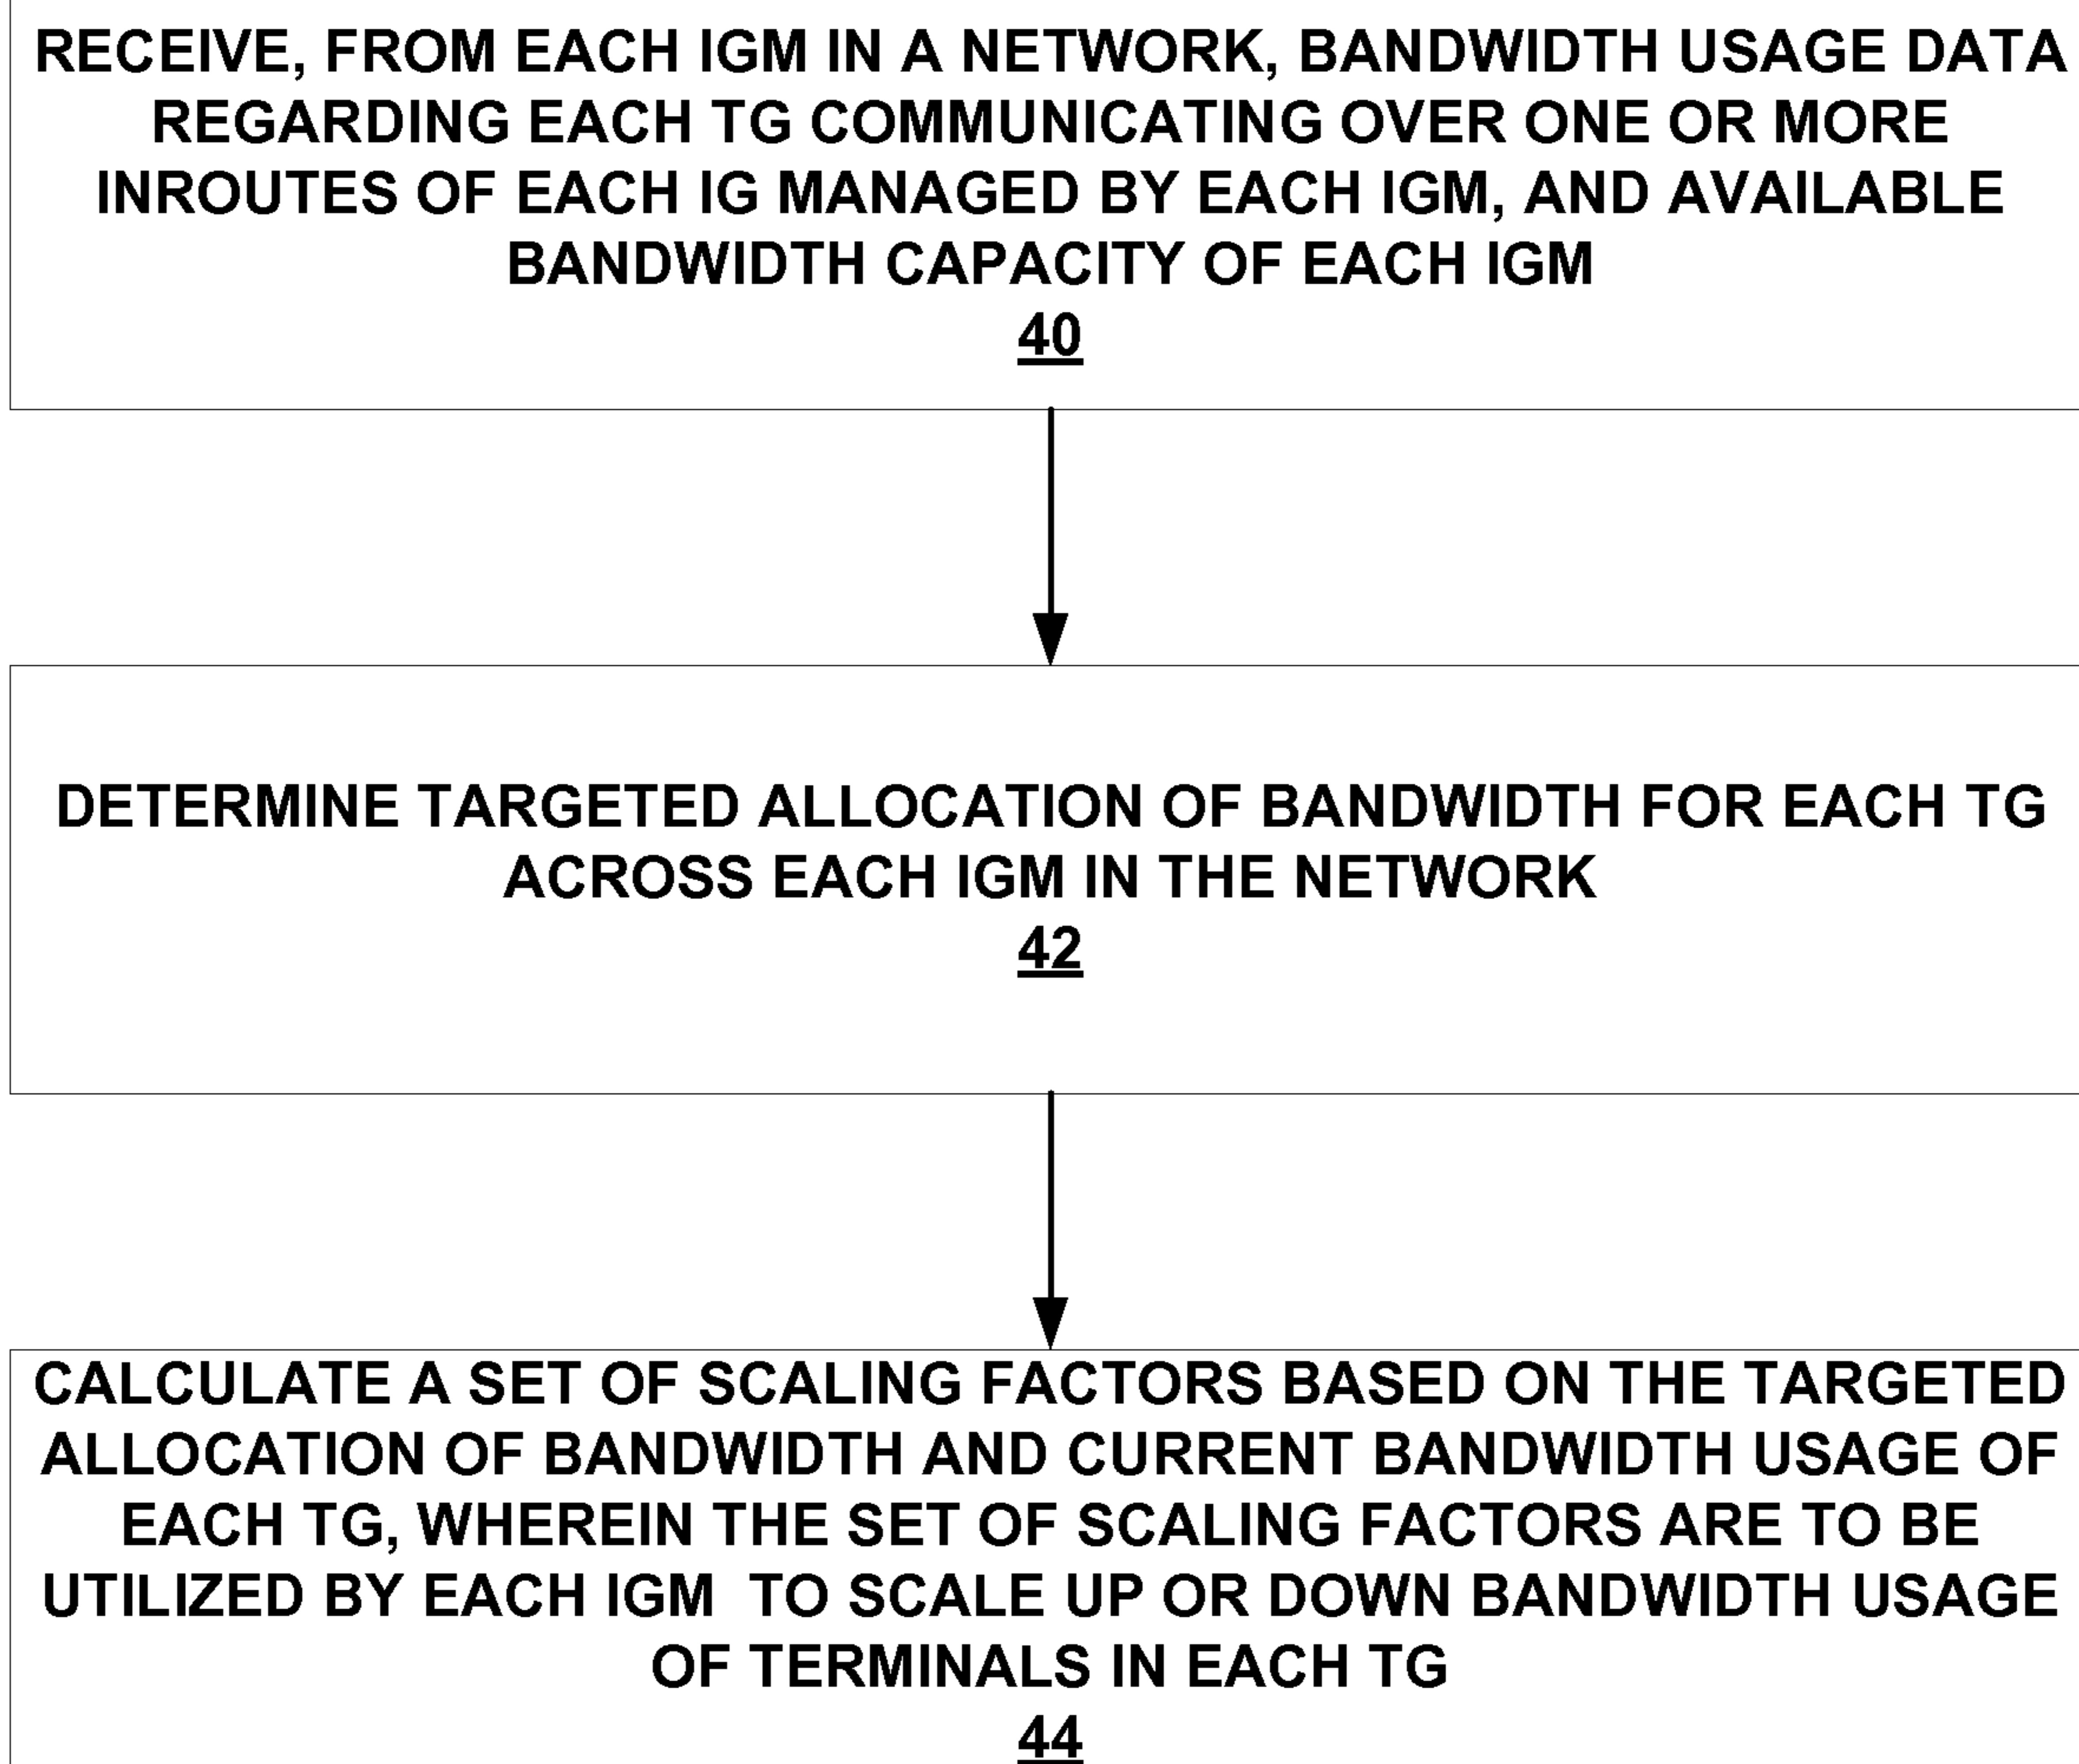 RECEIVE, FROM EACH IGM IN A NETWORK, BANDWIDTH USAGE DATA
REGARDING EACH TG COMMUNICATING OVER ONE OR MORE
INROUTES OF EACH IG MANAGED BY EACH IGM, AND AVAILABLE
BANDWIDTH CAPACITY OF EACH IGM
40
DETERMINE TARGETED ALLOCATION OF BANDWIDTH FOR EACH TG
ACROSS EACH IGM IN THE NETWORK
42
CALCULATE A SET OF SCALING FACTORS BASED ON THE TARGETED
ALLOCATION OF BANDWIDTH AND CURRENT BANDWIDTH USAGE OF
EACH TG, WHEREIN THE SET OF SCALING FACTORS ARE TO BE
UTILIZED BY EACH IGM TO SCALE UP OR DOWN BANDWIDTH USAGE
OF TERMINALS IN EACH TG
44